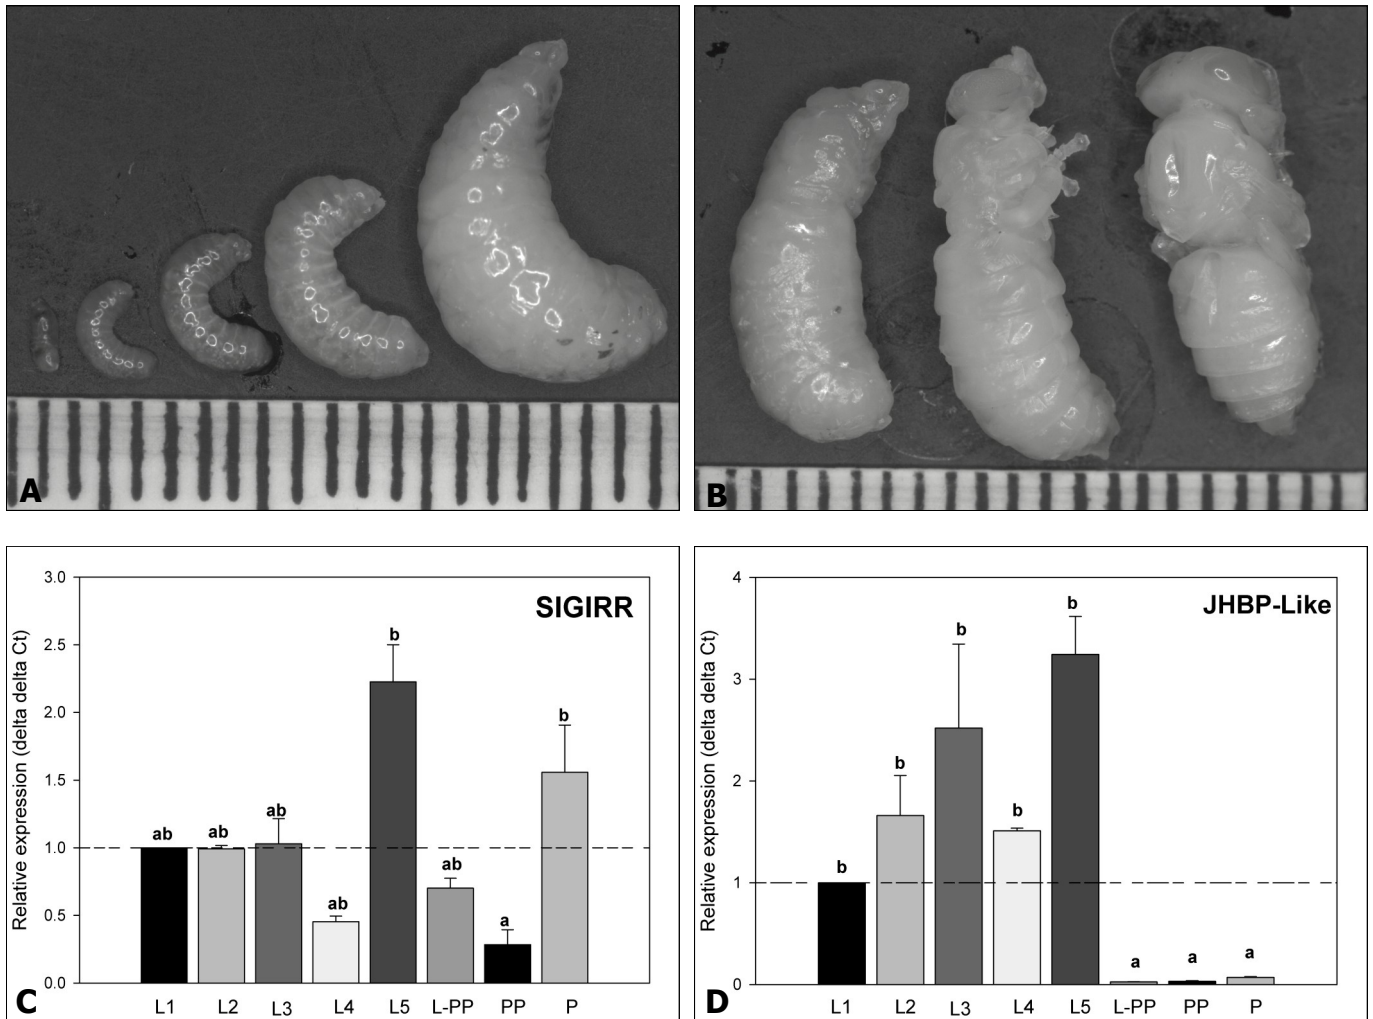 A
B
SIGIRR
Relative expression (delta delta Ct)
3.0
2.5
2.0
1.5
1.0
0.5
0.0
ab
ab
ab
ab
b
ab
a
b
L1 L2 L3 L4 L5 L-PP PP P
C
JHBP-Like
Relative expression (delta delta Ct)
4
3
2
1
0
b
b
b
b
b
a
a
a
L1 L2 L3 L4 L5 L-PP PP P
D